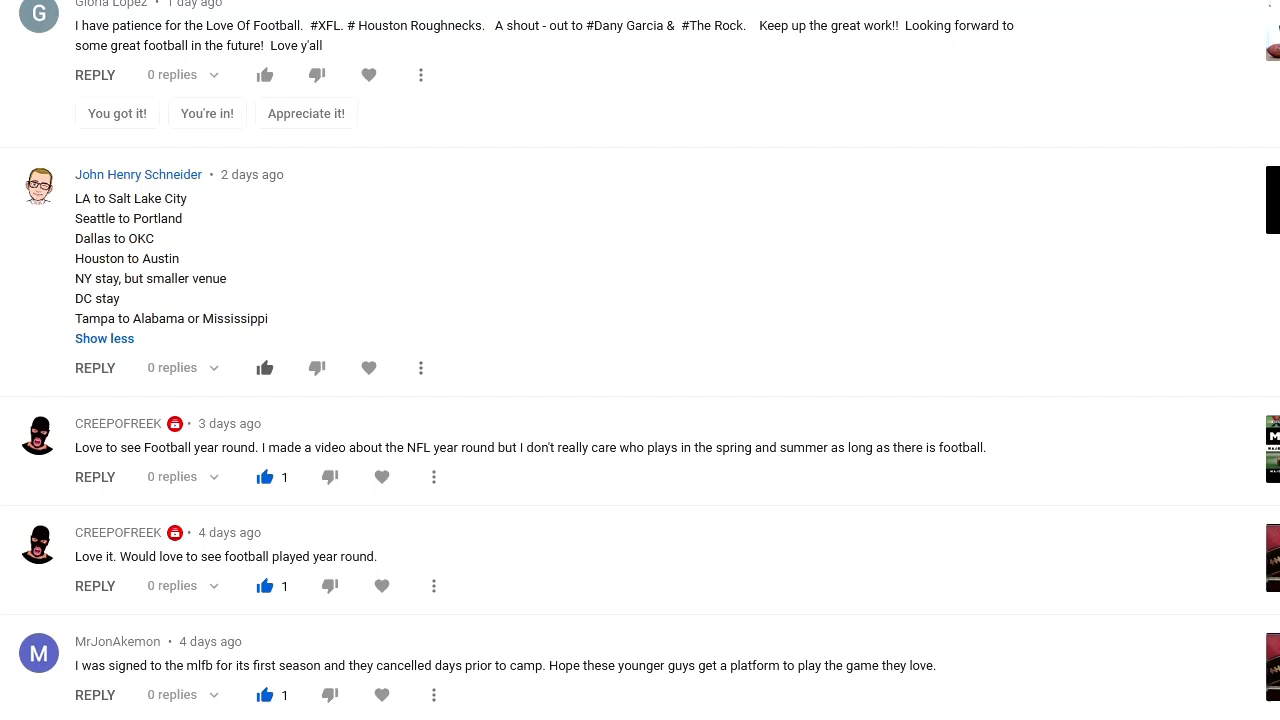 Gloria Lopez • 1 day ago
I have patience for the Love Of Football. #XFL. # Houston Roughnecks. A shout - out to #Dany Garcia & #The Rock. Keep up the great work!! Looking forward to
some great football in the future! Love y'all
REPLY 0 replies
You got it! You're in! Appreciate it!
John Henry Schneider • 2 days ago
LA to Salt Lake City
Seattle to Portland
Dallas to OKC
Houston to Austin
NY stay, but smaller venue
DC stay
Tampa to Alabama or Mississippi
Show less
REPLY 0 replies
CREEPOFREEK • 3 days ago
Love to see Football year round. I made a video about the NFL year round but I don't really care who plays in the spring and summer as long as there is football.
REPLY 0 replies 1
CREEPOFREEK • 4 days ago
Love it. Would love to see football played year round.
REPLY 0 replies 1
MrJonAkemon • 4 days ago
I was signed to the mlfb for its first season and they cancelled days prior to camp. Hope these younger guys get a platform to play the game they love.
REPLY 0 replies 1
G
M